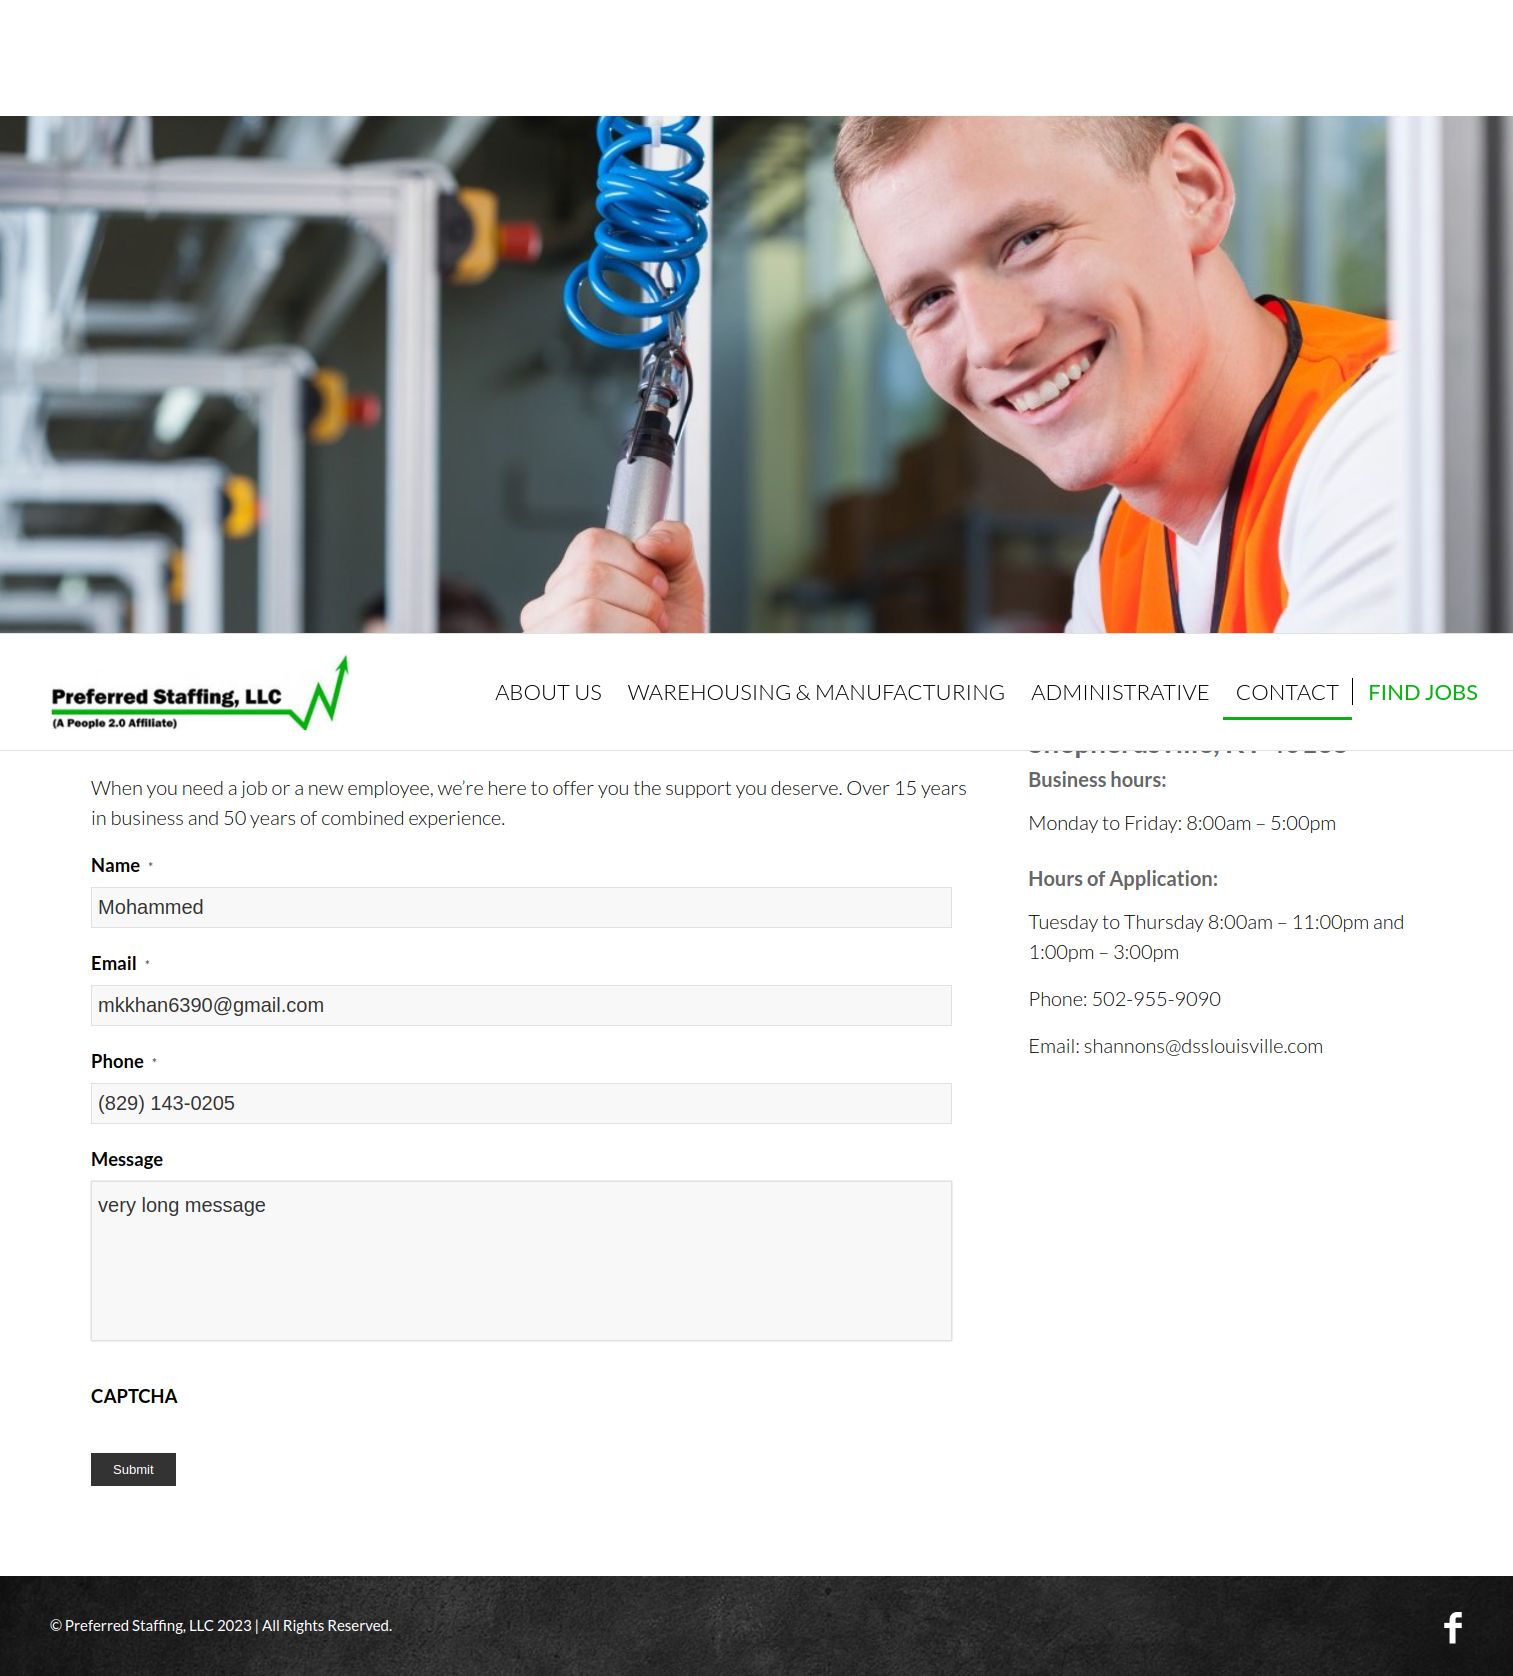 Preferred Staffing, LLC
(A People 2.0 Affiliate)
ABOUT US WAREHOUSING & MANUFACTURING ADMINISTRATIVE CONTACT FIND JOBS
When you need a job or a new employee, we’re here to offer you the support you deserve. Over 15 years
in business and 50 years of combined experience.
Name *
Mohammed
Email *
mkkhan6390@gmail.com
Phone *
(829) 143-0205
Message
very long message
CAPTCHA
Submit
Business hours:
Monday to Friday: 8:00am – 5:00pm
Hours of Application:
Tuesday to Thursday 8:00am – 11:00pm and
1:00pm – 3:00pm
Phone: 502-955-9090
Email: shannons@dsslouisville.com
© Preferred Staffing, LLC 2023 | All Rights Reserved.